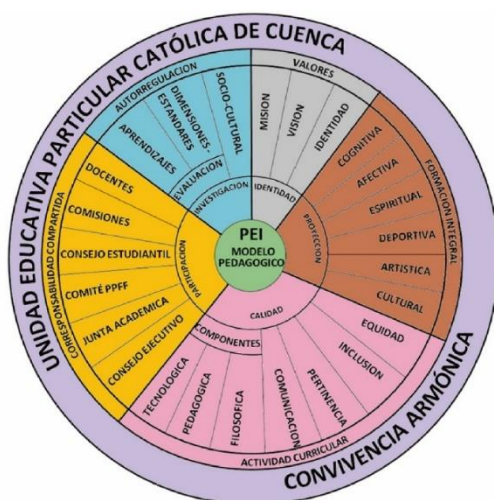 UNIDAD EDUCATIVA PARTICULAR CATÓLICA DE CUENCA
CONVIVENCIA ARMÓNICA
PEI
MODELO
PEDAGOGICO
VALORES
MISION
VISION
IDENTIDAD
IDENTIDAD
FORMACION INTEGRAL
COGNITIVA
AFECTIVA
ESPIRITUAL
DEPORTIVA
ARTISTICA
CULTURAL
PROYECCION
ACTIVIDAD CURRICULAR
EQUIDAD
INCLUSION
PERTINENCIA
COMUNICACION
FILOSOFICA
PEDAGOGICA
TECNOLOGICA
COMPONENTES
CALIDAD
CORRESPONSABILIDAD COMPARTIDA
CONSEJO EJECUTIVO
JUNTA ACADEMICA
COMITÉ PPFF
CONSEJO ESTUDIANTIL
COMISIONES
DOCENTES
PARTICIPACION
AUTORREGULACION
APRENDIZAJES
DIMENSIONES -
ESTANDARES
SOCIO-CULTURAL
EVALUACION
INVESTIGACION